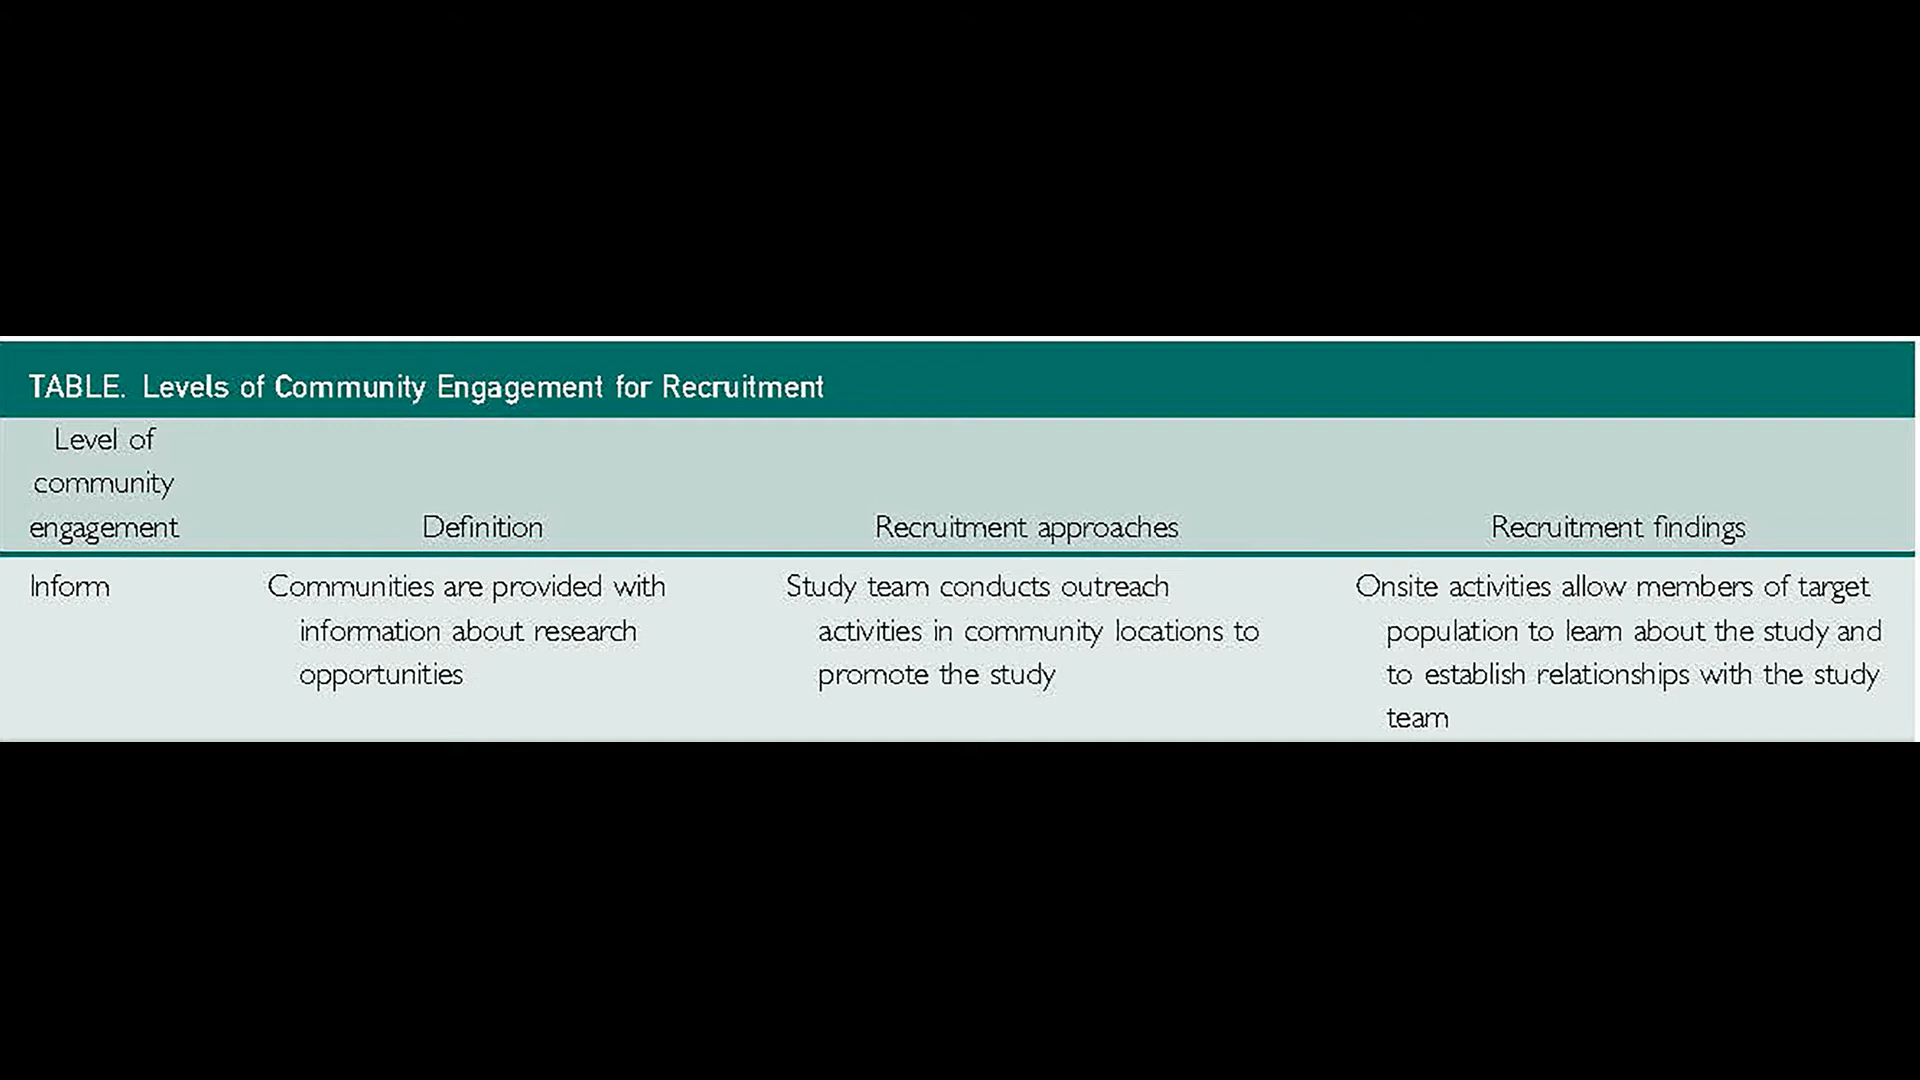 TABLE. Levels of Community Engagement for Recruitment
Level of
community
engagement
Definition
Recruitment approaches
Recruitment findings
Inform
Communities are provided with
information about research
opportunities
Study team conducts outreach
activities in community locations to
promote the study
Onsite activities allow members of target
population to learn about the study and
to establish relationships with the study
team